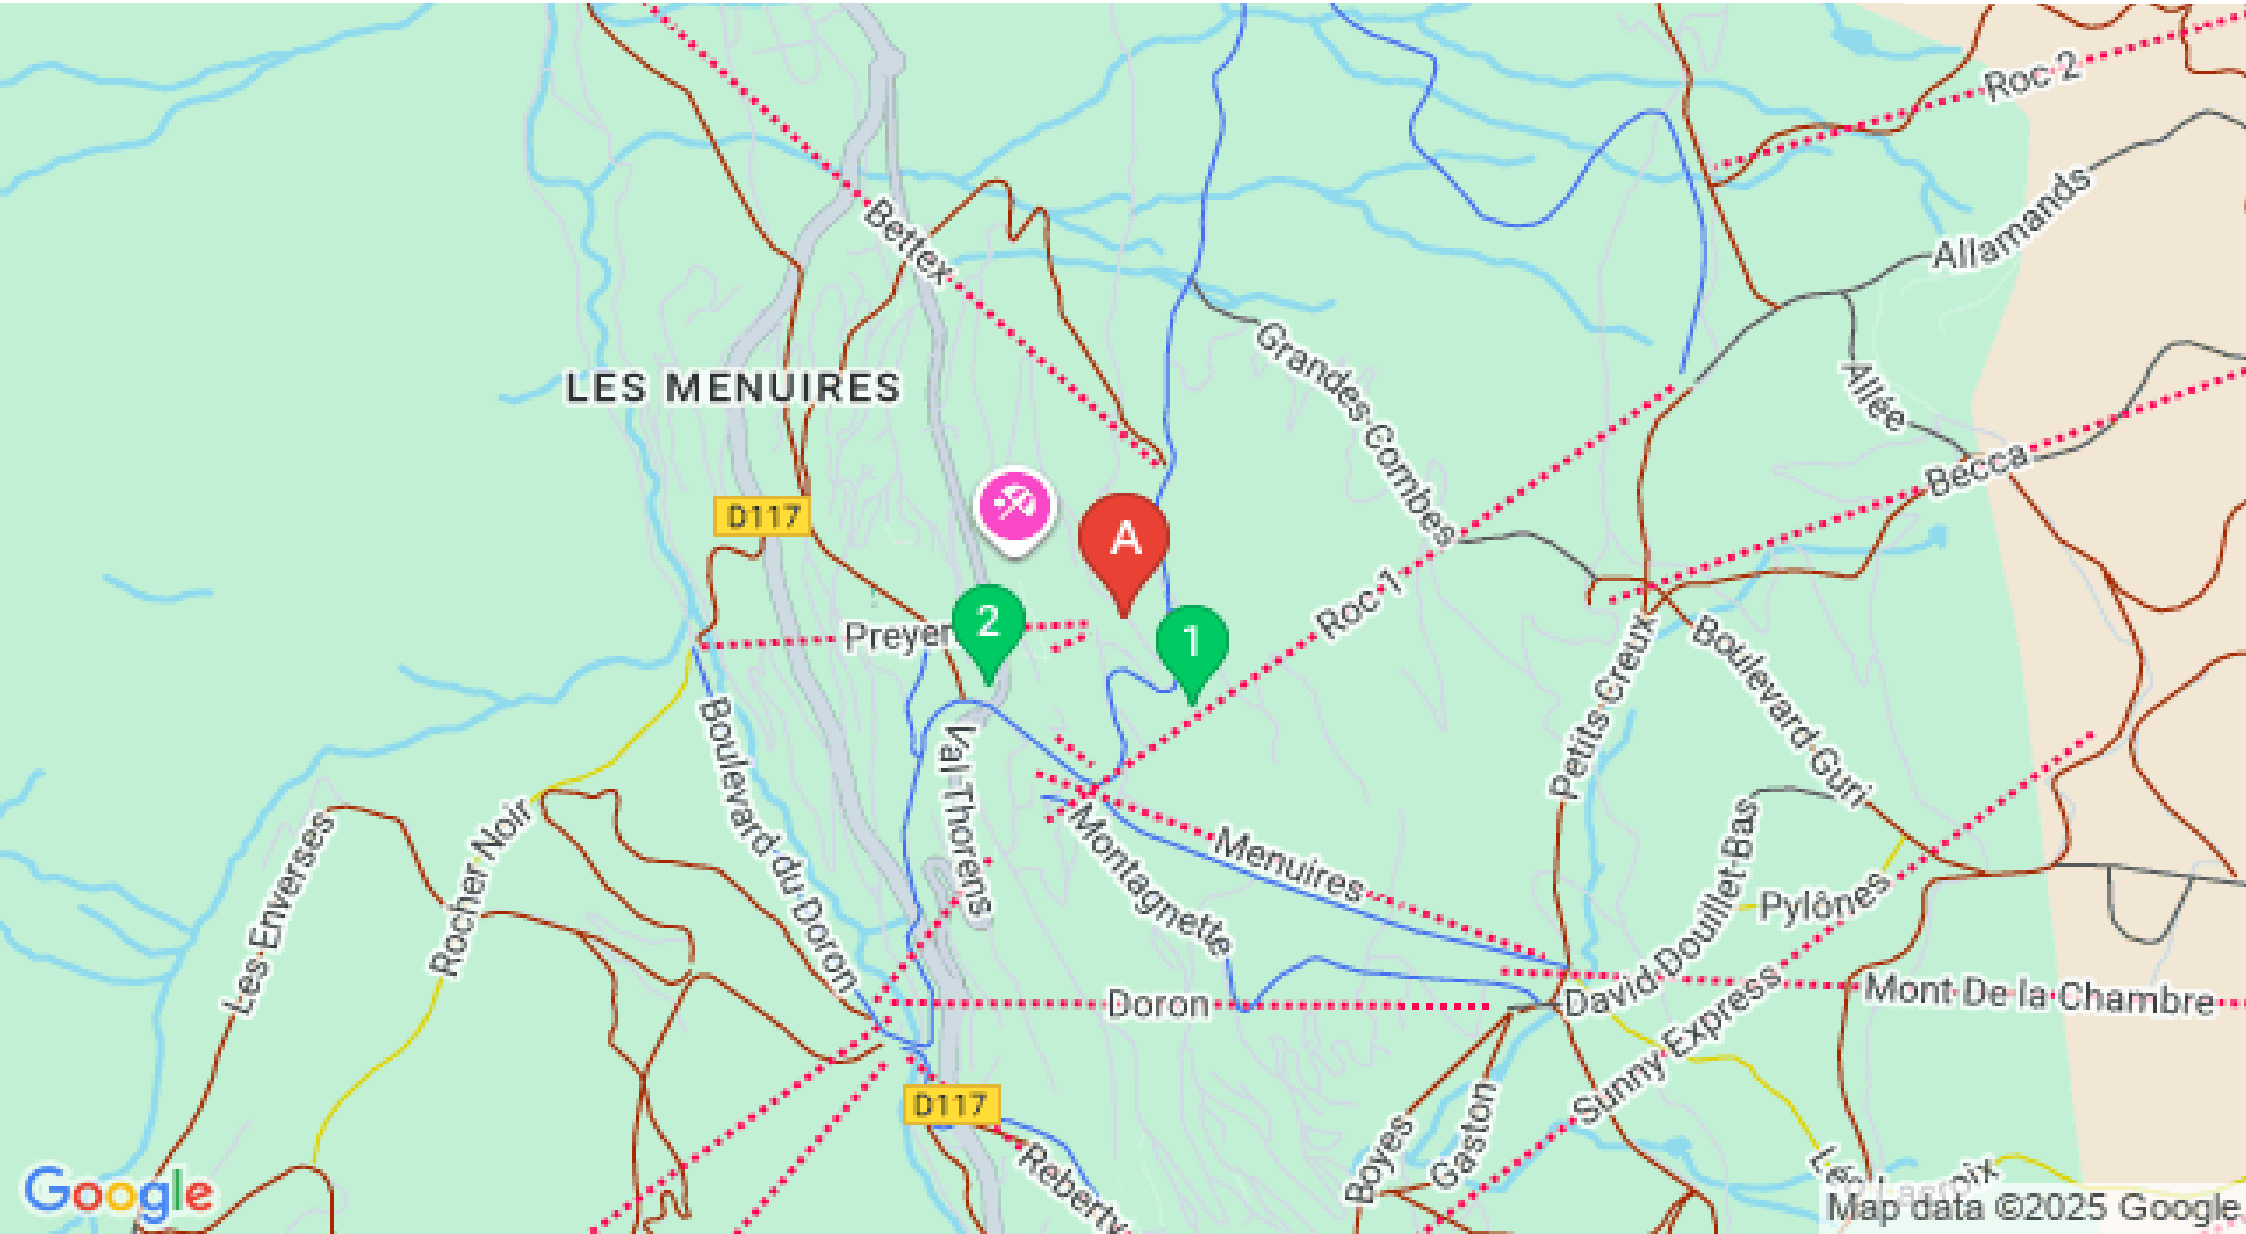 Roc 2
Allamands
Bettex
Grandes-Combes
Allée
LES MENUIRES
Becca
D117
A
Roc 1
2
1
Preyer
Petits Creux
Boulevard Guri
Boulevard du Doron
Val-Thorens
Les-Enverses
Rocher-Noir
Montagnette
Menuires
David-Douillet-Bas
Pylônes
Doron
Mont-De-la-Chambre
Sunny Express
D117
Boyes
Gaston
Reberty
Google
Map data ©2025 Google